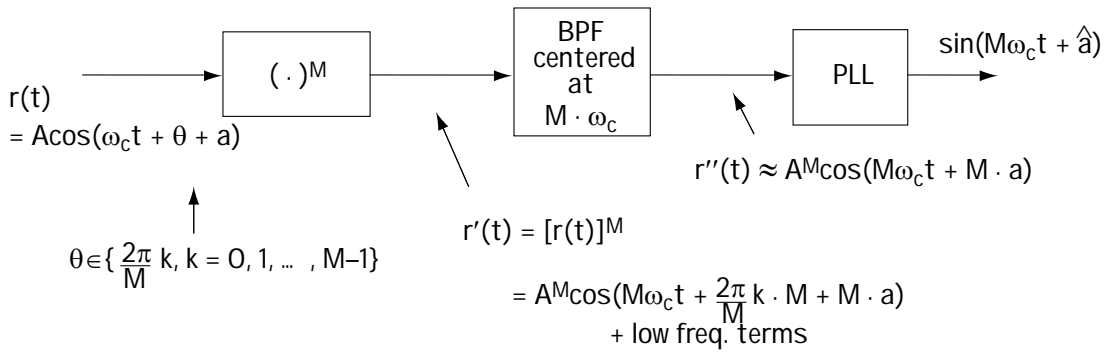 r(t)
= Acos(ω_c t + θ + a)
θ∈{ 2π/M k, k = 0, 1, ... , M–1}
( · )^M
r′(t) = [r(t)]^M
= A^M cos(Mω_c t + 2π/M k · M + M · a)
+ low freq. terms
BPF
centered
at
M · ω_c
r′′(t) ≈ A^M cos(Mω_c t + M · a)
PLL
sin(Mω_c t + â)